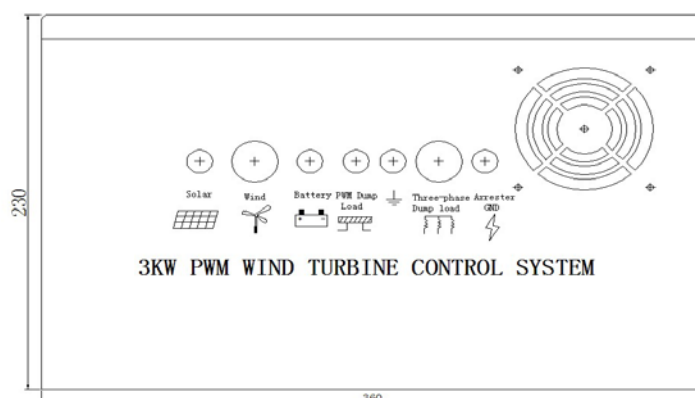 230
Solar
Wind
Battery
PWM Dump
Load
Three-phase
Dump load
Arrester
GND
3KW PWM WIND TURBINE CONTROL SYSTEM
360